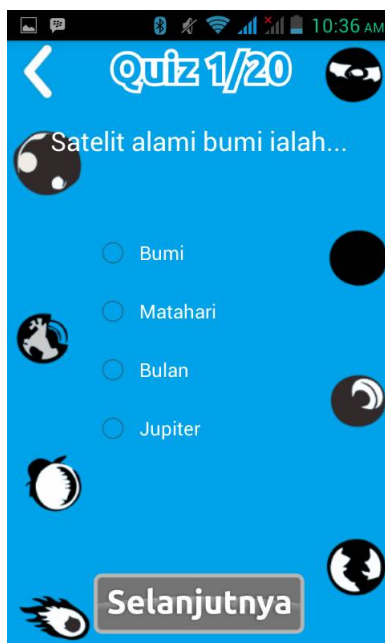 10:36 AM
Quiz 1/20
Satelit alami bumi ialah...
Bumi
Matahari
Bulan
Jupiter
Selanjutnya